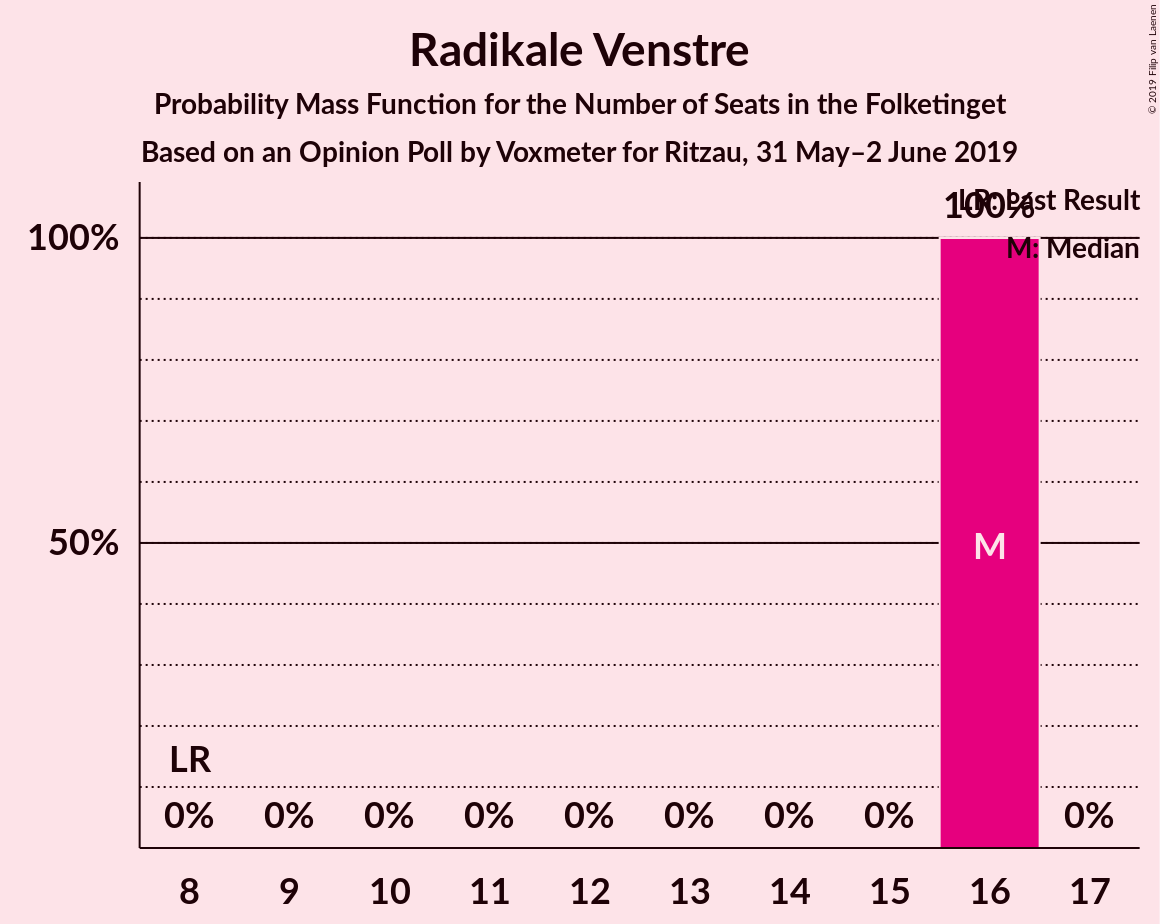 Radikale Venstre
Probability Mass Function for the Number of Seats in the Folketinget
Based on an Opinion Poll by Voxmeter for Ritzau, 31 May–2 June 2019
© 2019 Filip van Laenen
LR: Last Result
M: Median
100%
100%
50%
M
LR
0% 0% 0% 0% 0% 0% 0% 0% 0%
8 9 10 11 12 13 14 15 16 17